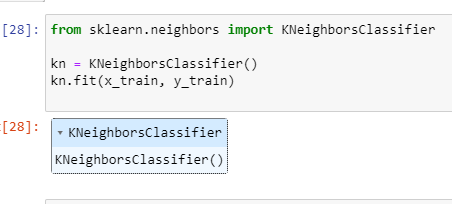 [28]: from sklearn.neighbors import KNeighborsClassifier
kn = KNeighborsClassifier()
kn.fit(x_train, y_train)
[28]: ▾ KNeighborsClassifier
KNeighborsClassifier()